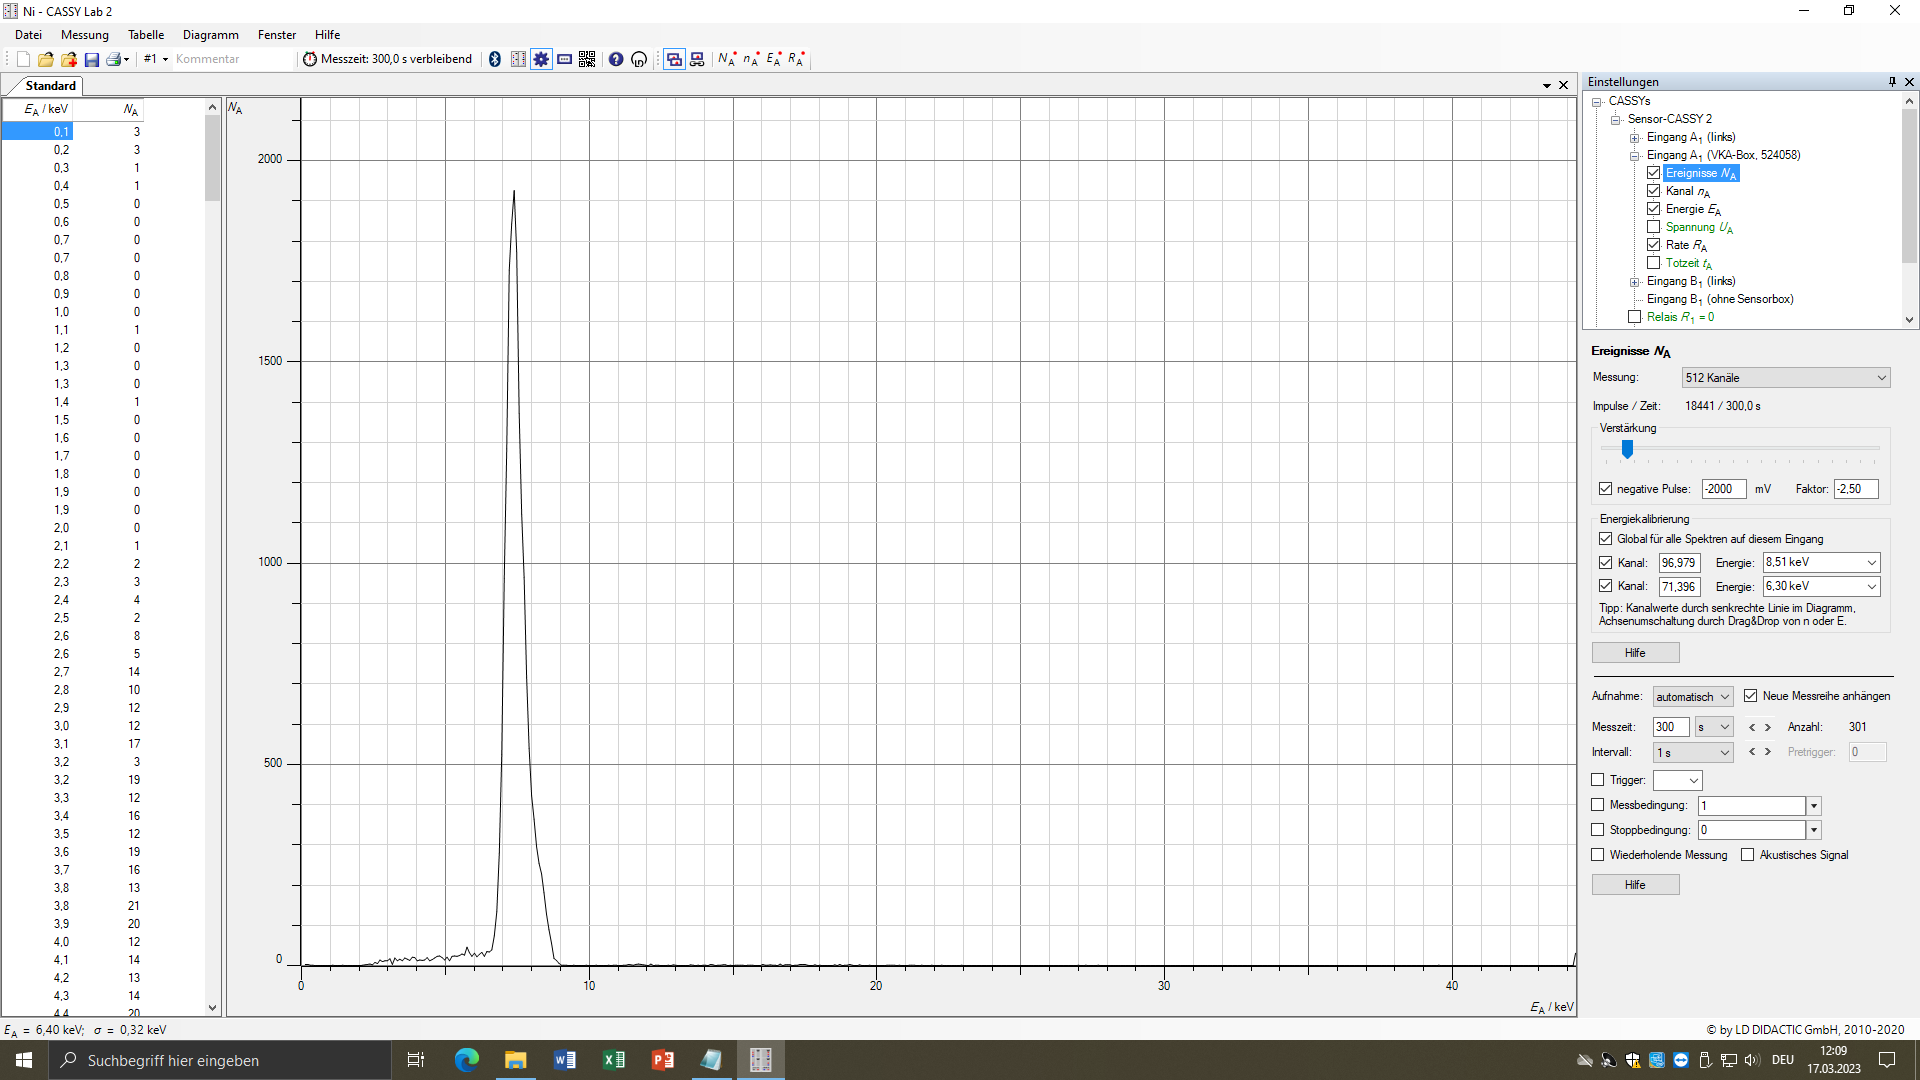 Ni - CASSY Lab 2
Datei Messung Tabelle Diagramm Fenster Hilfe
#1 Kommentar Messzeit: 300,0 s verbleibend N_A n_A E_A R_A
Standard
E_A / keV N_A
0,1 3
0,2 3
0,3 1
0,4 1
0,5 0
0,6 0
0,7 0
0,7 0
0,8 0
0,9 0
1,0 0
1,1 1
1,2 0
1,3 0
1,3 0
1,4 1
1,5 0
1,6 0
1,7 0
1,8 0
1,9 0
1,9 0
2,0 0
2,1 1
2,2 2
2,3 3
2,4 4
2,5 2
2,6 8
2,6 5
2,7 14
2,8 10
2,9 12
3,0 12
3,1 17
3,2 3
3,2 19
3,3 12
3,4 16
3,5 12
3,6 19
3,7 16
3,8 13
3,8 21
3,9 20
4,0 12
4,1 14
4,2 13
4,3 14
4,4 20
N_A
2000
1500
1000
500
0
0 10 20 30 40
E_A / keV
Einstellungen
CASSYs
Sensor-CASSY 2
Eingang A1 (links)
Eingang A1 (VKA-Box, 524058)
Ereignisse N_A
Kanal n_A
Energie E_A
Spannung U_A
Rate R_A
Totzeit t_A
Eingang B1 (links)
Eingang B1 (ohne Sensorbox)
Relais R1 = 0
Ereignisse N_A
Messung: 512 Kanäle
Impulse / Zeit: 18441 / 300,0 s
Verstärkung
negative Pulse: -2000 mV Faktor: -2,50
Energiekalibrierung
Global für alle Spektren auf diesem Eingang
Kanal: 96,979 Energie: 8,51 keV
Kanal: 71,396 Energie: 6,30 keV
Tipp: Kanalwerte durch senkrechte Linie im Diagramm,
Achsenumschaltung durch Drag&Drop von n oder E.
Hilfe
Aufnahme: automatisch Neue Messreihe anhängen
Messzeit: 300 s < > Anzahl: 301
Intervall: 1 s < > Pretrigger: 0
Trigger:
Messbedingung: 1
Stoppbedingung: 0
Wiederholende Messung Akustisches Signal
Hilfe
E_A = 6,40 keV; σ = 0,32 keV
© by LD DIDACTIC GmbH, 2010-2020
Suchbegriff hier eingeben
DEU
12:09
17.03.2023